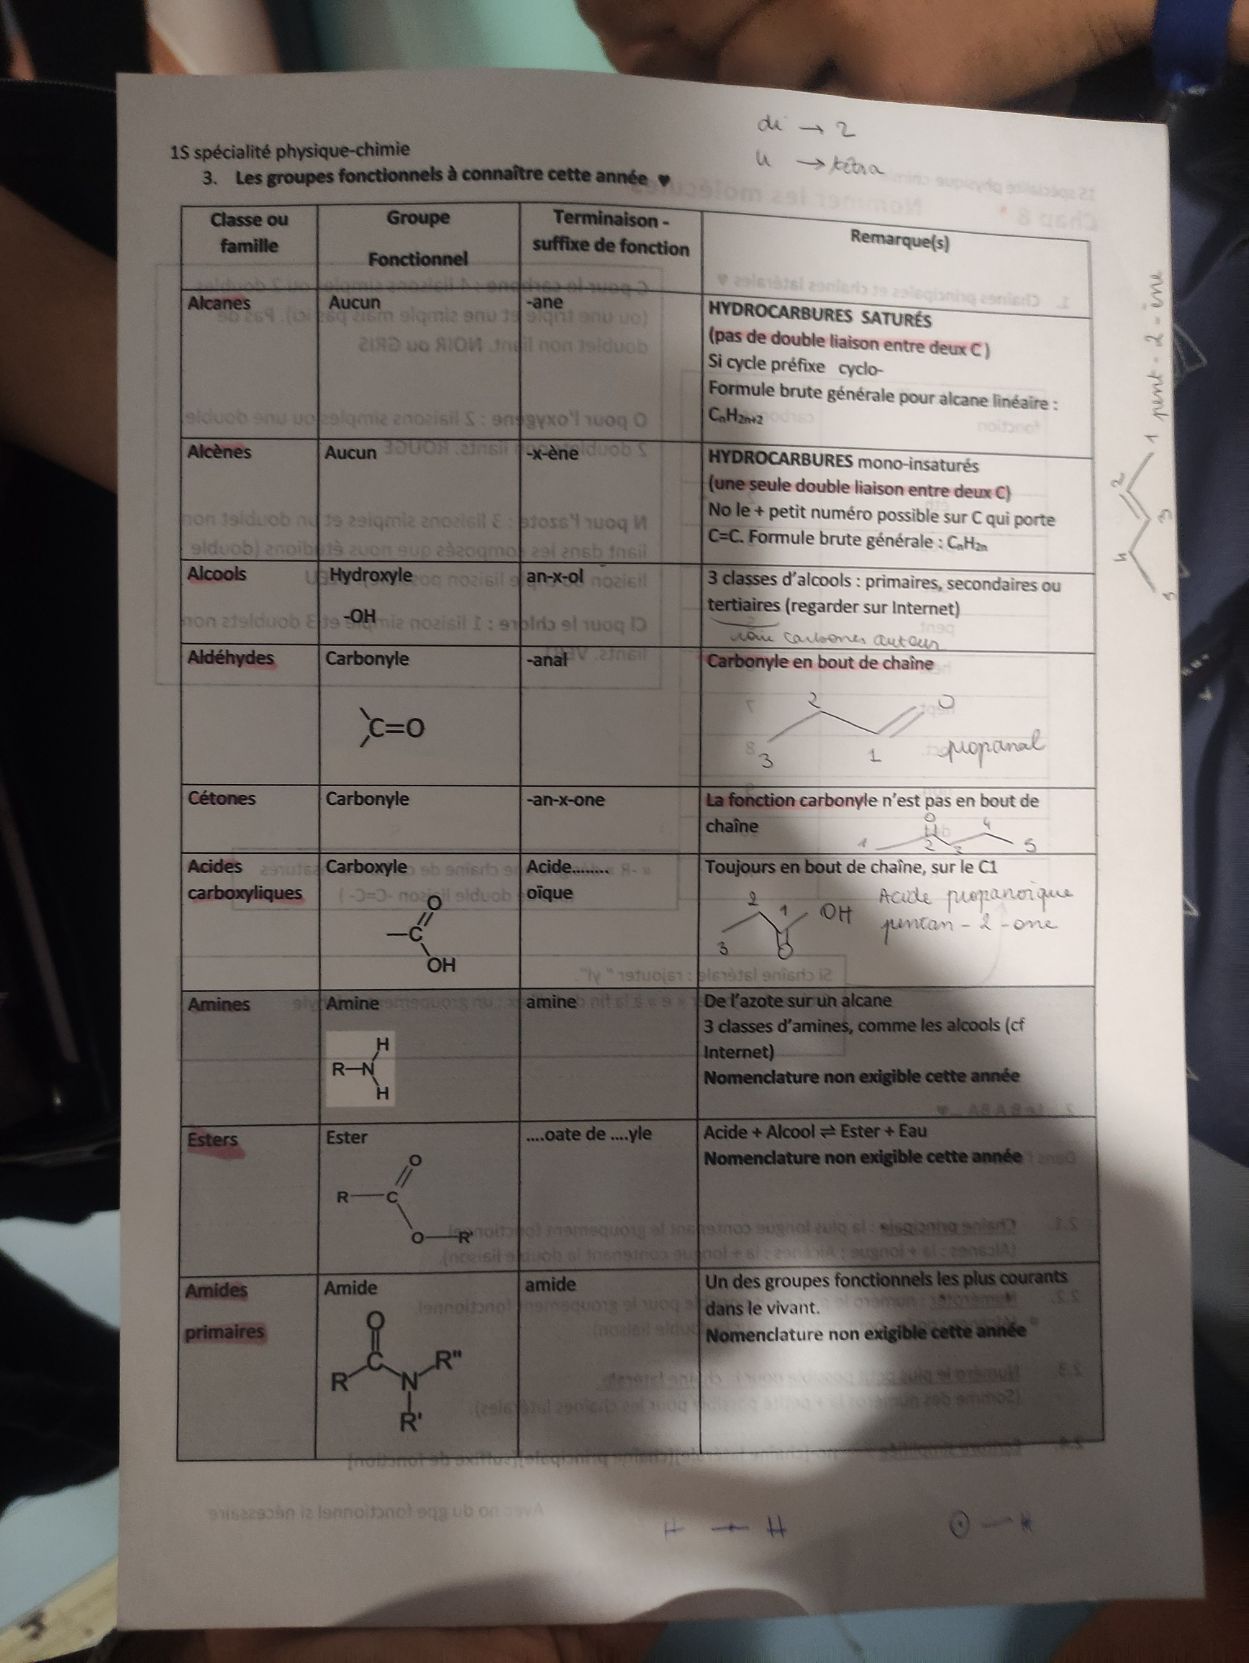 di → 2
4 → tétra
1S spécialité physique-chimie
3. Les groupes fonctionnels à connaître cette année ♥
Classe ou famille
Groupe Fonctionnel
Terminaison - suffixe de fonction
Remarque(s)
Alcanes
Aucun
-ane
HYDROCARBURES SATURÉS
(pas de double liaison entre deux C)
Si cycle préfixe cyclo-
Formule brute générale pour alcane linéaire :
CₙH₂ₙ₊₂
Alcènes
Aucun
-x-ène
HYDROCARBURES mono-insaturés
(une seule double liaison entre deux C)
No le + petit numéro possible sur C qui porte
C=C. Formule brute générale : CₙH₂ₙ
1 2 3 4 5
pent-2-ène
Alcools
Hydroxyle
-OH
an-x-ol
3 classes d'alcools : primaires, secondaires ou
tertiaires (regarder sur Internet)
carbones autour
Aldéhydes
Carbonyle
C=O
-anal
Carbonyle en bout de chaîne
3 2 1 O propanal
Cétones
Carbonyle
-an-x-one
La fonction carbonyle n'est pas en bout de
chaîne
O
1 2 3 4 5
Acides
carboxyliques
Carboxyle
O
—C
OH
Acide........
oïque
Toujours en bout de chaîne, sur le C1
3 2 1 OH
O
Acide propanoïque
pentan-2-one
Amines
Amine
H
R—N
H
amine
De l'azote sur un alcane
3 classes d'amines, comme les alcools (cf
Internet)
Nomenclature non exigible cette année
Esters
Ester
O
R—C
O—R'
....oate de ....yle
Acide + Alcool ⇌ Ester + Eau
Nomenclature non exigible cette année
Amides
primaires
Amide
O
C
R N R"
R'
amide
Un des groupes fonctionnels les plus courants
dans le vivant.
Nomenclature non exigible cette année
H — H